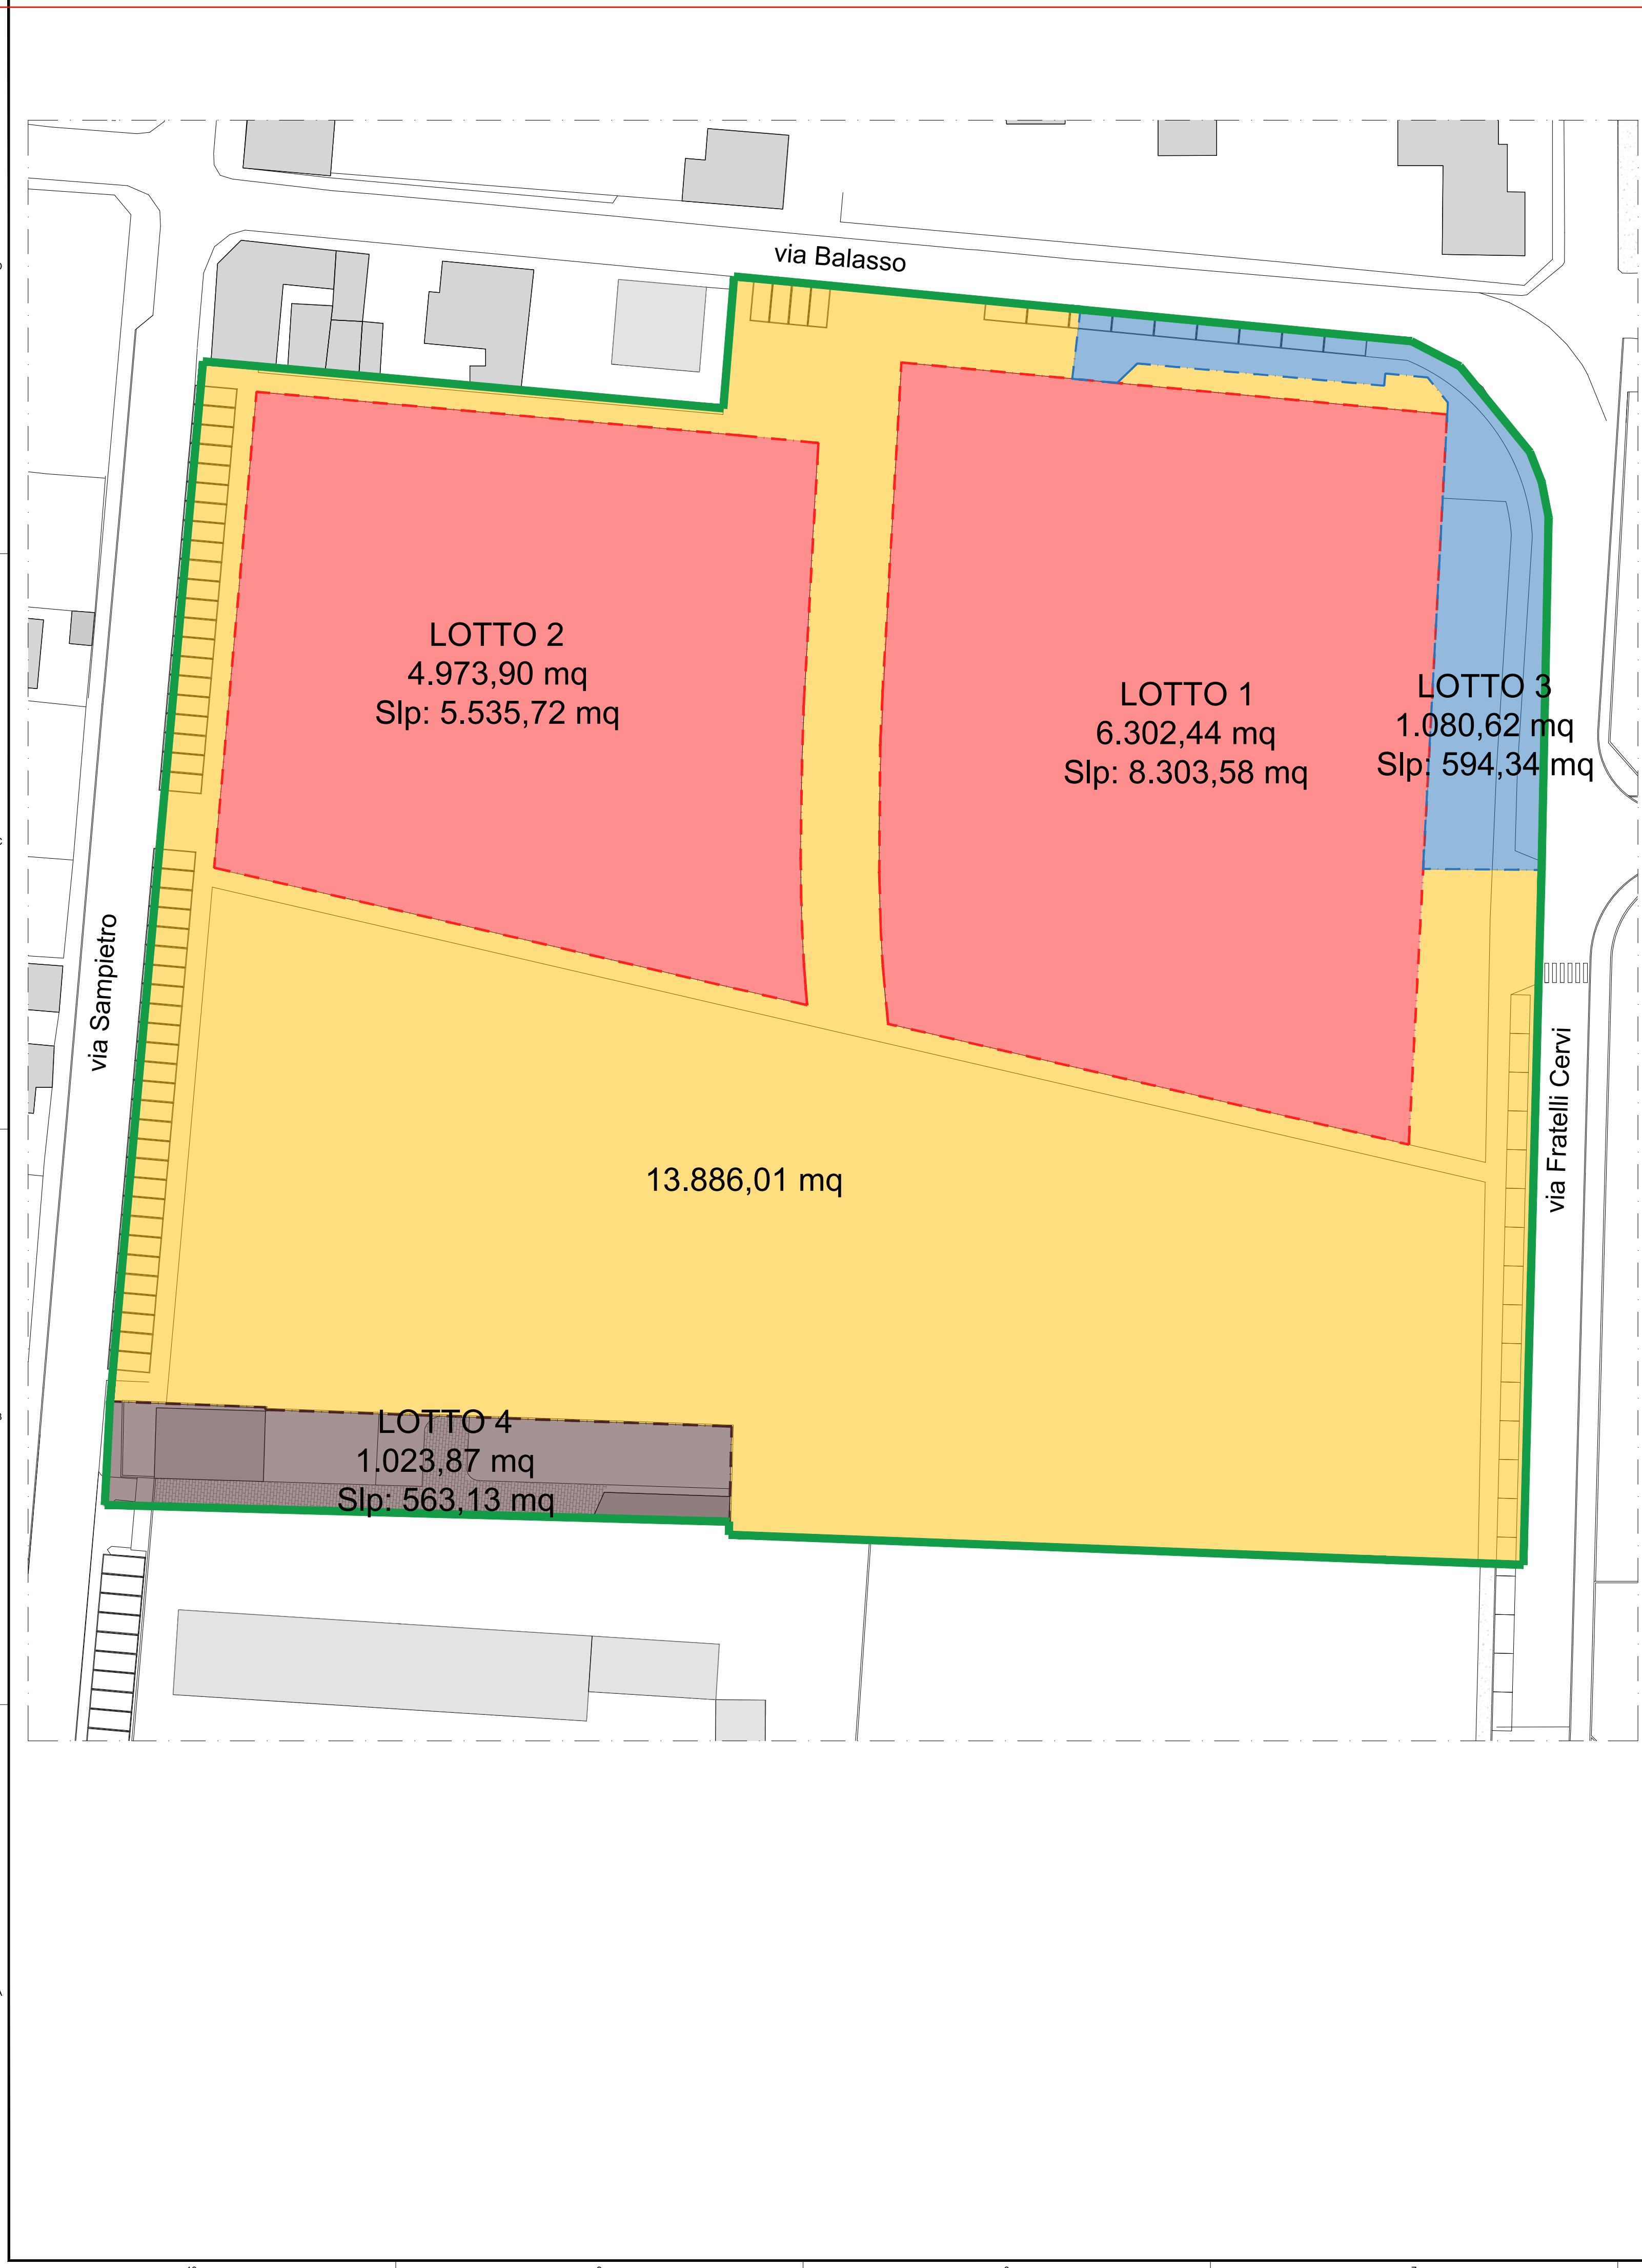 via Balasso
LOTTO 2
4.973,90 mq
Slp: 5.535,72 mq
LOTTO 1
6.302,44 mq
Slp: 8.303,58 mq
LOTTO 3
1.080,62 mq
Slp: 594,34 mq
via Sampietro
via Fratelli Cervi
13.886,01 mq
LOTTO 4
1.023,87 mq
Slp: 563,13 mq